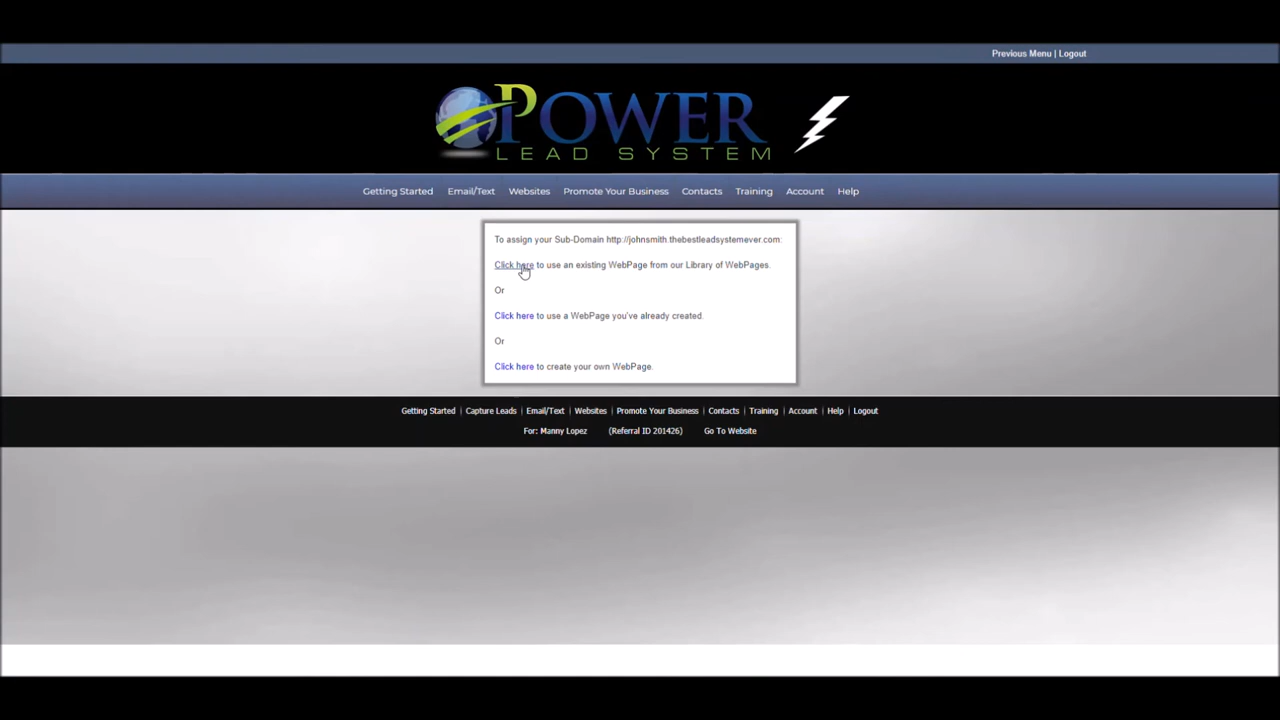 Previous Menu | Logout
POWER
LEAD SYSTEM
Getting Started Email/Text Websites Promote Your Business Contacts Training Account Help
To assign your Sub-Domain http://johnsmith.thebestleadsystemever.com:
Click here to use an existing WebPage from our Library of WebPages.
Or
Click here to use a WebPage you've already created.
Or
Click here to create your own WebPage.
Getting Started | Capture Leads | Email/Text | Websites | Promote Your Business | Contacts | Training | Account | Help | Logout
For: Manny Lopez (Referral ID 201426) Go To Website